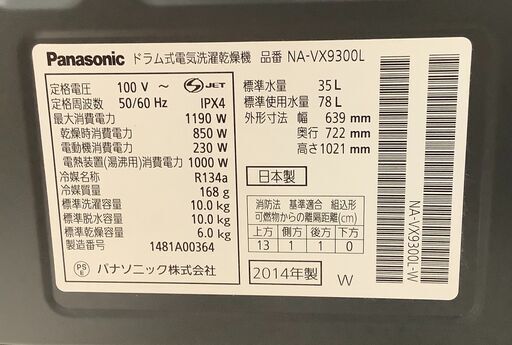 Panasonic ドラム式電気洗濯乾燥機 品番 NA-VX9300L
定格電圧 100 V ～ S JET
定格周波数 50/60 Hz IPX4
最大消費電力 1190 W
乾燥時消費電力 850 W
電動機消費電力 230 W
電熱装置(湯沸用)消費電力 1000 W
冷媒名称 R134a
冷媒質量 168 g
標準洗濯容量 10.0 kg
標準脱水容量 10.0 kg
標準乾燥容量 6.0 kg
製造番号 1481A00364
PS E パナソニック株式会社
標準水量 35 L
標準使用水量 78 L
外形寸法 幅 639 mm
奥行 722 mm
高さ 1021 mm
日本製
消防法 基準適合 組込形
可燃物からの離隔距離(cm)
上方 側方 後方 下方
13 1 1 0
2014年製 W
NA-VX9300L-W